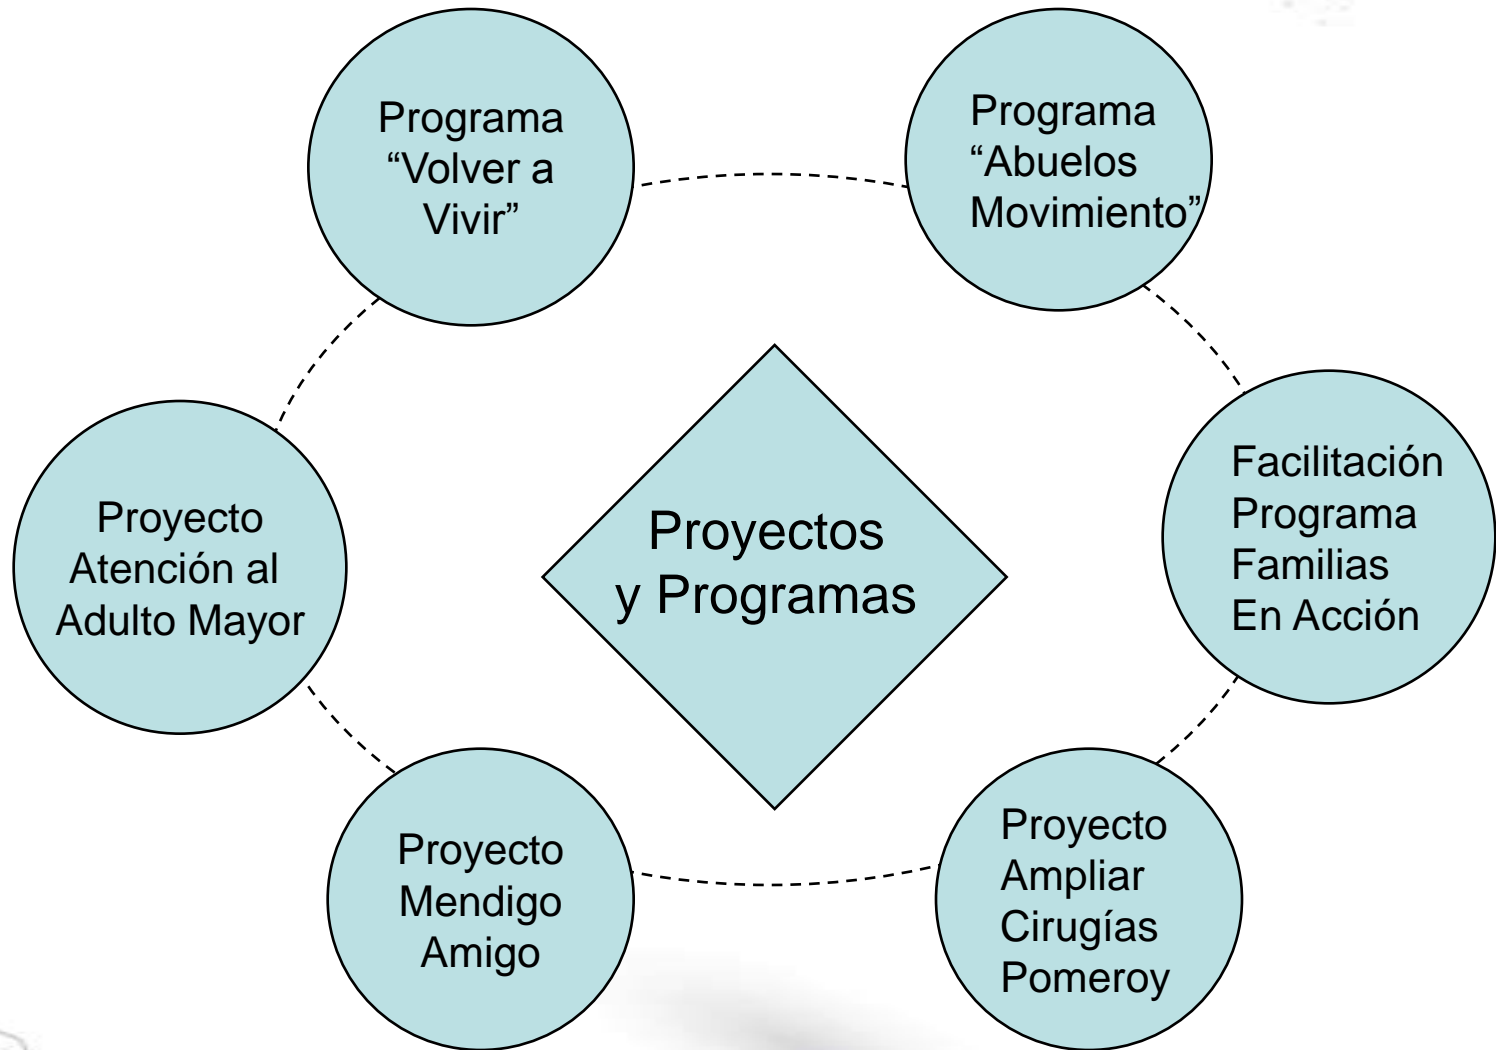 Programa
“Volver a
Vivir”
Programa
“Abuelos
Movimiento”
Proyecto
Atención al
Adulto Mayor
Proyectos
y Programas
Facilitación
Programa
Familias
En Acción
Proyecto
Mendigo
Amigo
Proyecto
Ampliar
Cirugías
Pomeroy